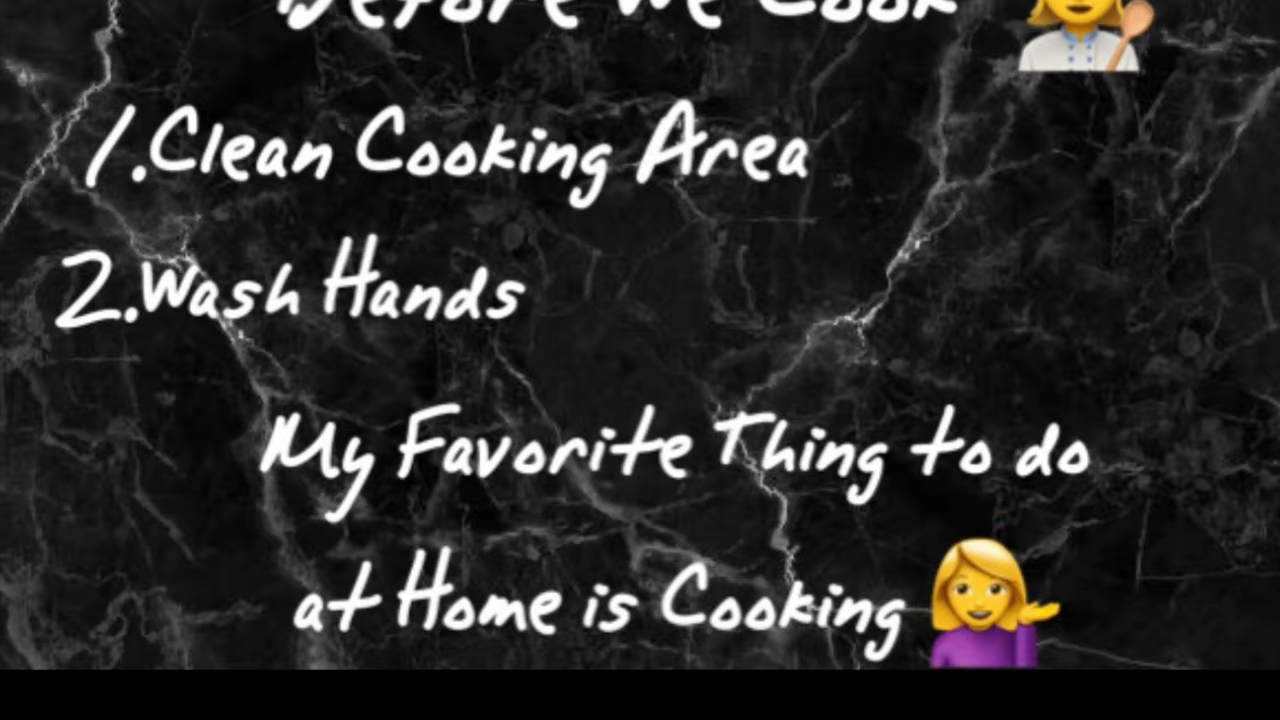 Before We Cook
1. Clean Cooking Area
2. Wash Hands
My Favorite Thing to do
at Home is Cooking